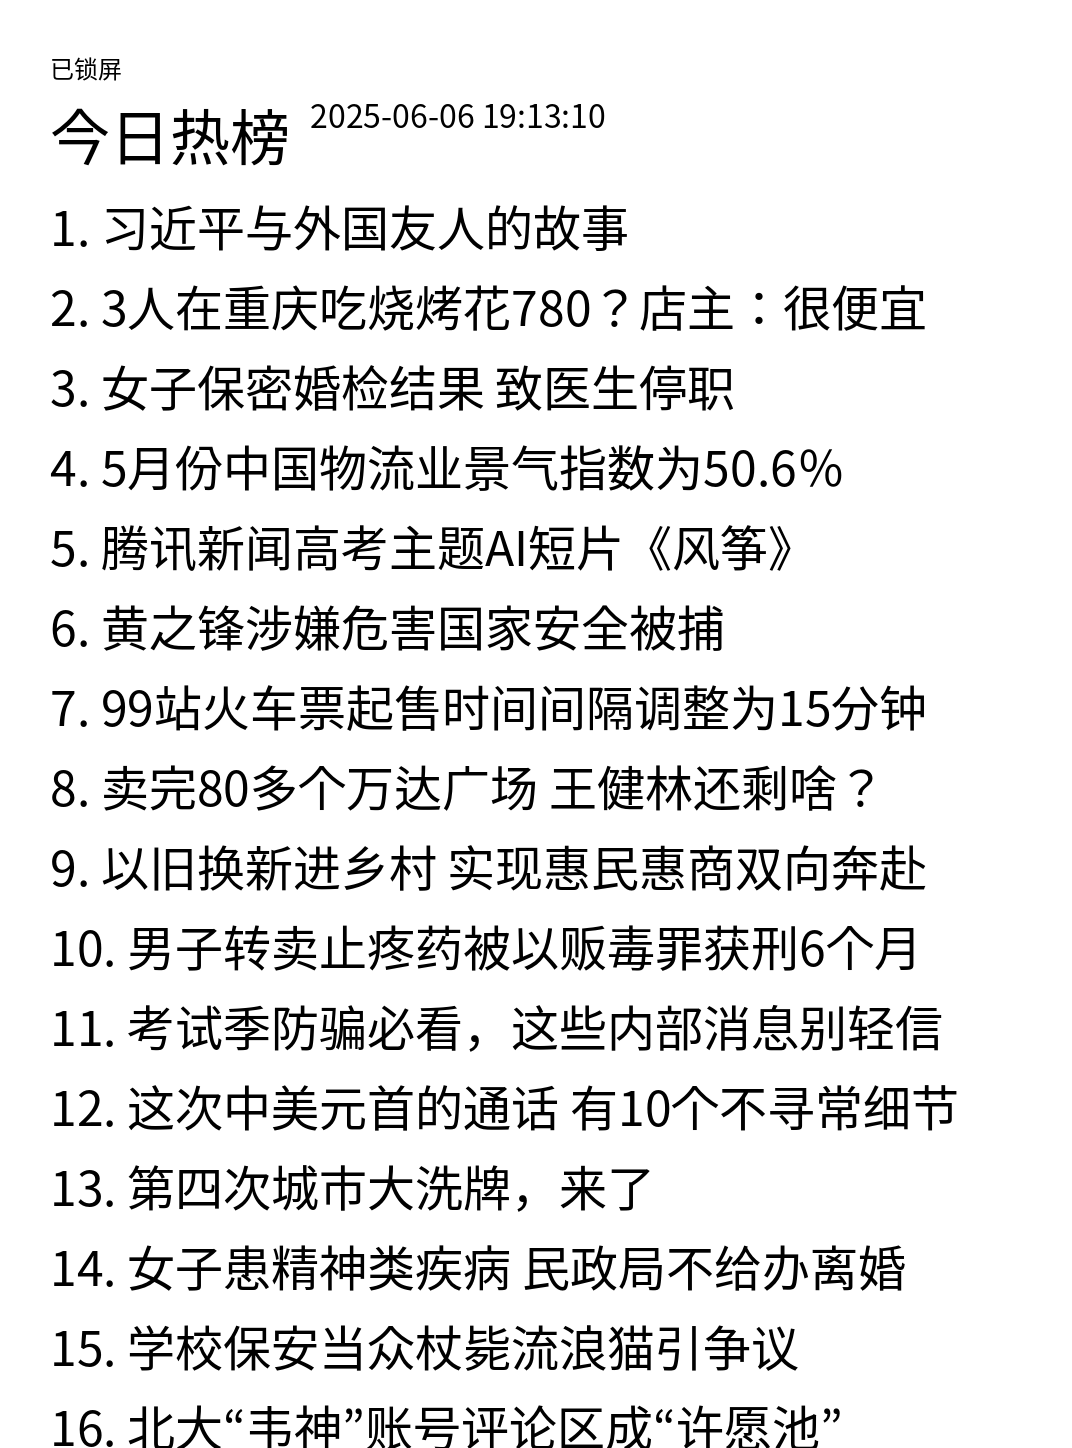 已锁屏
今日热榜 2025-06-06 19:13:10
1. 习近平与外国友人的故事
2. 3人在重庆吃烧烤花780？店主：很便宜
3. 女子保密婚检结果 致医生停职
4. 5月份中国物流业景气指数为50.6%
5. 腾讯新闻高考主题AI短片《风筝》
6. 黄之锋涉嫌危害国家安全被捕
7. 99站火车票起售时间间隔调整为15分钟
8. 卖完80多个万达广场 王健林还剩啥？
9. 以旧换新进乡村 实现惠民惠商双向奔赴
10. 男子转卖止疼药被以贩毒罪获刑6个月
11. 考试季防骗必看，这些内部消息别轻信
12. 这次中美元首的通话 有10个不寻常细节
13. 第四次城市大洗牌，来了
14. 女子患精神类疾病 民政局不给办离婚
15. 学校保安当众杖毙流浪猫引争议
16. 北大“韦神”账号评论区成“许愿池”